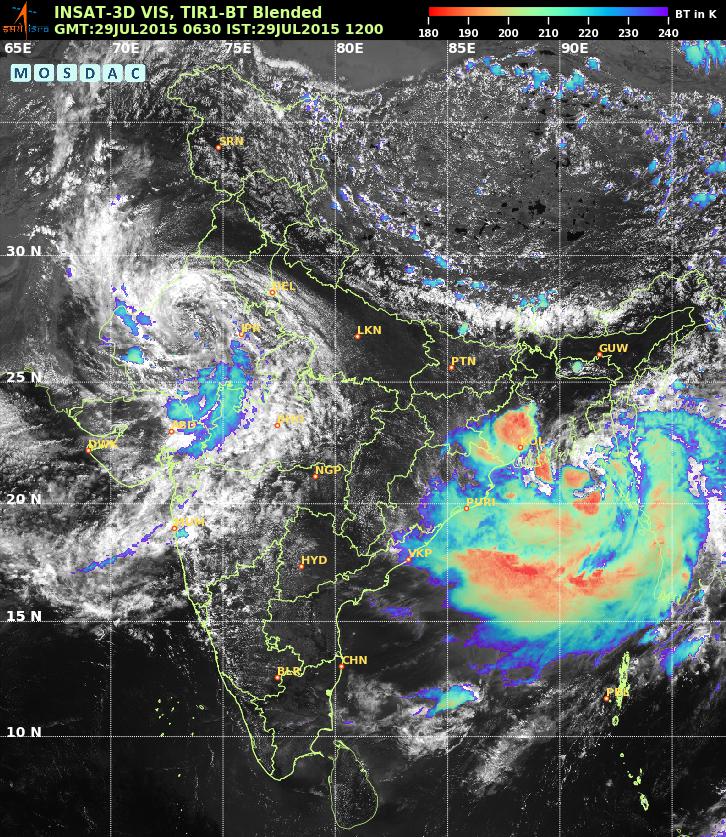 INSAT-3D VIS, TIR1-BT Blended
GMT:29JUL2015 0630 IST:29JUL2015 1200
BT in K
180 190 200 210 220 230 240
65E 70E 75E 80E 85E 90E
MOSDAC
SRN
30 N
DEL
JPR
LKN
GUW
PTN
25 N
ABD
DWK
NGP
20 N
PURI
MUM
VKP
HYD
15 N
CHN
BLR
PBL
10 N